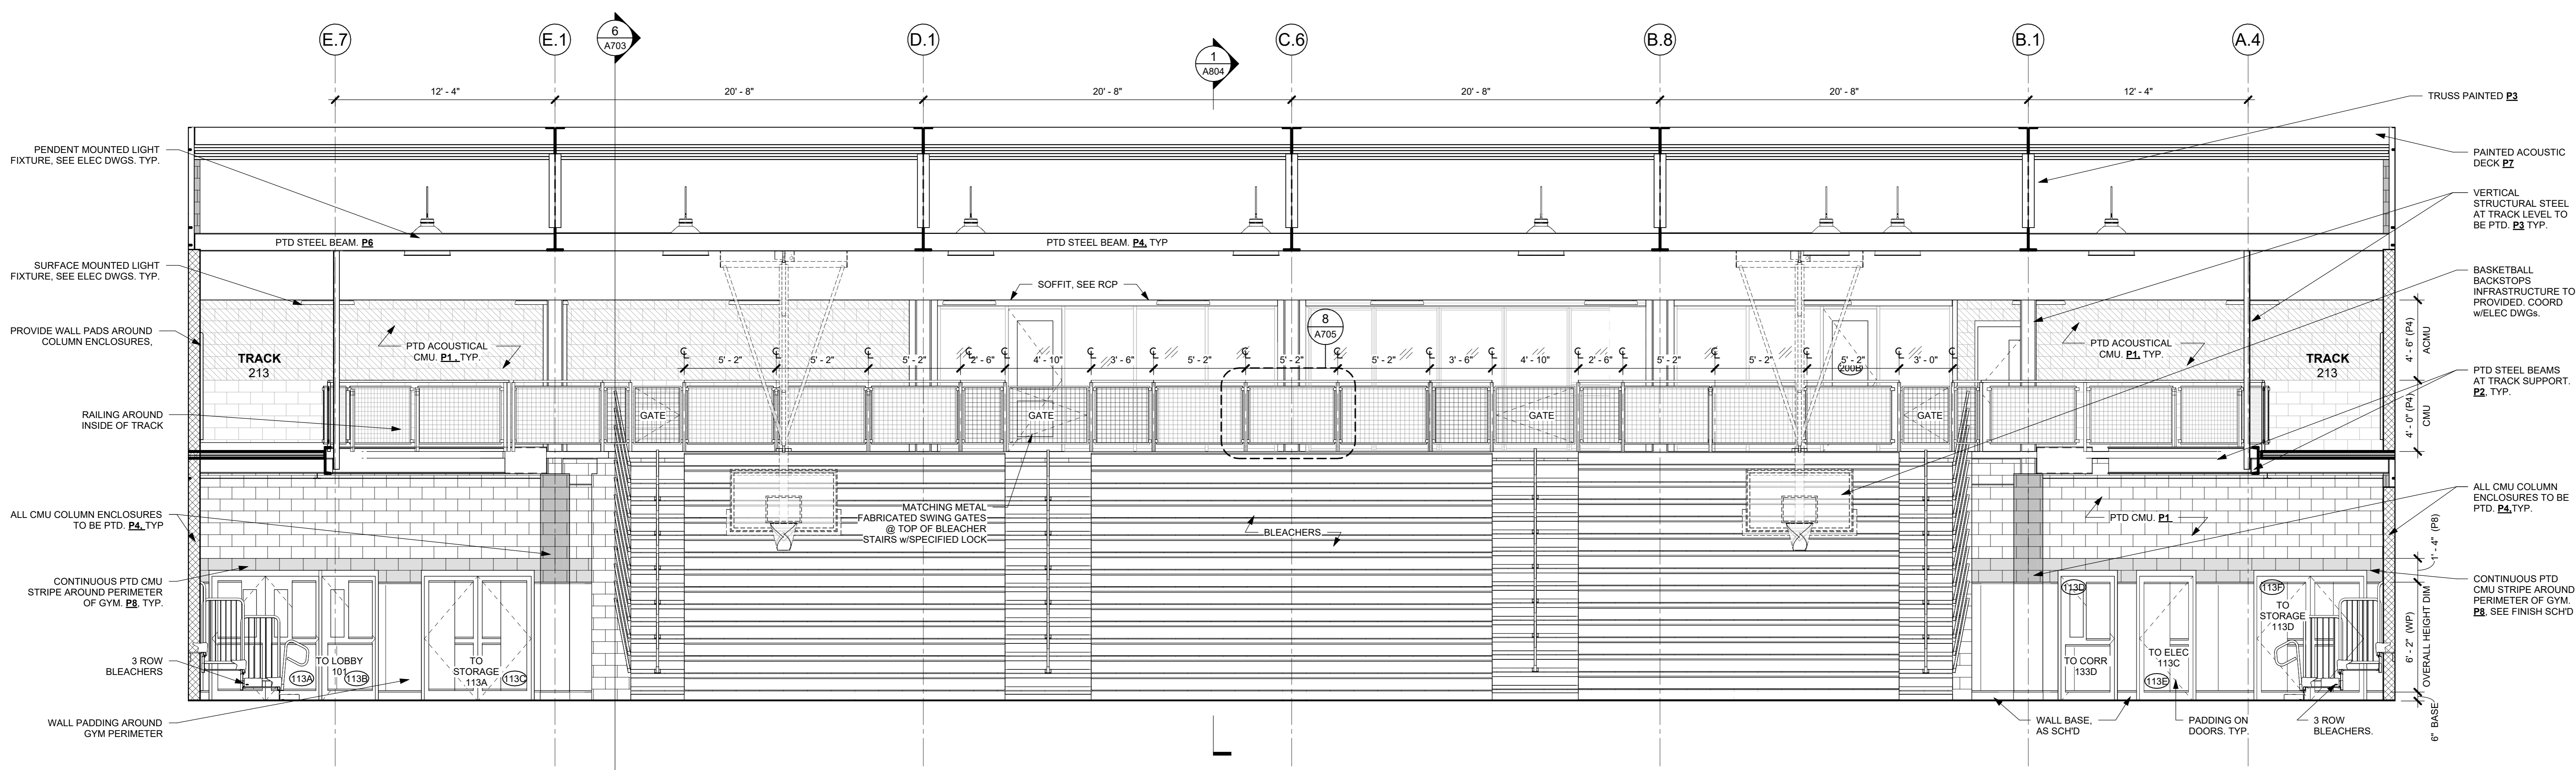 E.7
E.1
6
A703
D.1
1
A804
C.6
B.8
B.1
A.4
12' - 4"
20' - 8"
20' - 8"
20' - 8"
20' - 8"
12' - 4"
TRUSS PAINTED P3
PENDENT MOUNTED LIGHT
FIXTURE, SEE ELEC DWGS. TYP.
PAINTED ACOUSTIC
DECK P7
VERTICAL
STRUCTURAL STEEL
AT TRACK LEVEL TO
BE PTD. P3 TYP.
PTD STEEL BEAM. P6
PTD STEEL BEAM. P4, TYP
SURFACE MOUNTED LIGHT
FIXTURE, SEE ELEC DWGS. TYP.
BASKETBALL
BACKSTOPS
INFRASTRUCTURE TO
PROVIDED. COORD
w/ELEC DWGs.
SOFFIT, SEE RCP
8
A705
PROVIDE WALL PADS AROUND
COLUMN ENCLOSURES,
PTD ACOUSTICAL
CMU. P1 , TYP.
PTD ACOUSTICAL
CMU. P1, TYP.
TRACK
213
TRACK
213
5' - 2"
5' - 2"
5' - 2"
2' - 6"
4' - 10"
3' - 6"
5' - 2"
5' - 2"
5' - 2"
3' - 6"
4' - 10"
2' - 6"
5' - 2"
5' - 2"
5' - 2"
3' - 0"
200B
4' - 6" (P4)
ACMU
4' - 0" (P4)
CMU
PTD STEEL BEAMS
AT TRACK SUPPORT.
P2, TYP.
RAILING AROUND
INSIDE OF TRACK
GATE
GATE
GATE
GATE
ALL CMU COLUMN ENCLOSURES
TO BE PTD. P4, TYP
MATCHING METAL
FABRICATED SWING GATES
@ TOP OF BLEACHER
STAIRS w/SPECIFIED LOCK
BLEACHERS
PTD CMU. P1
ALL CMU COLUMN
ENCLOSURES TO BE
PTD. P4,TYP.
1' - 4" (P8)
CONTINUOUS PTD CMU
STRIPE AROUND PERIMETER
OF GYM. P8, TYP.
CONTINUOUS PTD
CMU STRIPE AROUND
PERIMETER OF GYM.
P8, SEE FINISH SCH'D
6' - 2" (WP)
OVERALL HEIGHT DIM
6" BASE
3 ROW
BLEACHERS
TO LOBBY
101
113A
113B
TO
STORAGE
113A
113C
113D
TO CORR
133D
TO ELEC
113C
113E
113F
TO
STORAGE
113D
WALL PADDING AROUND
GYM PERIMETER
WALL BASE,
AS SCH'D
PADDING ON
DOORS. TYP.
3 ROW
BLEACHERS.